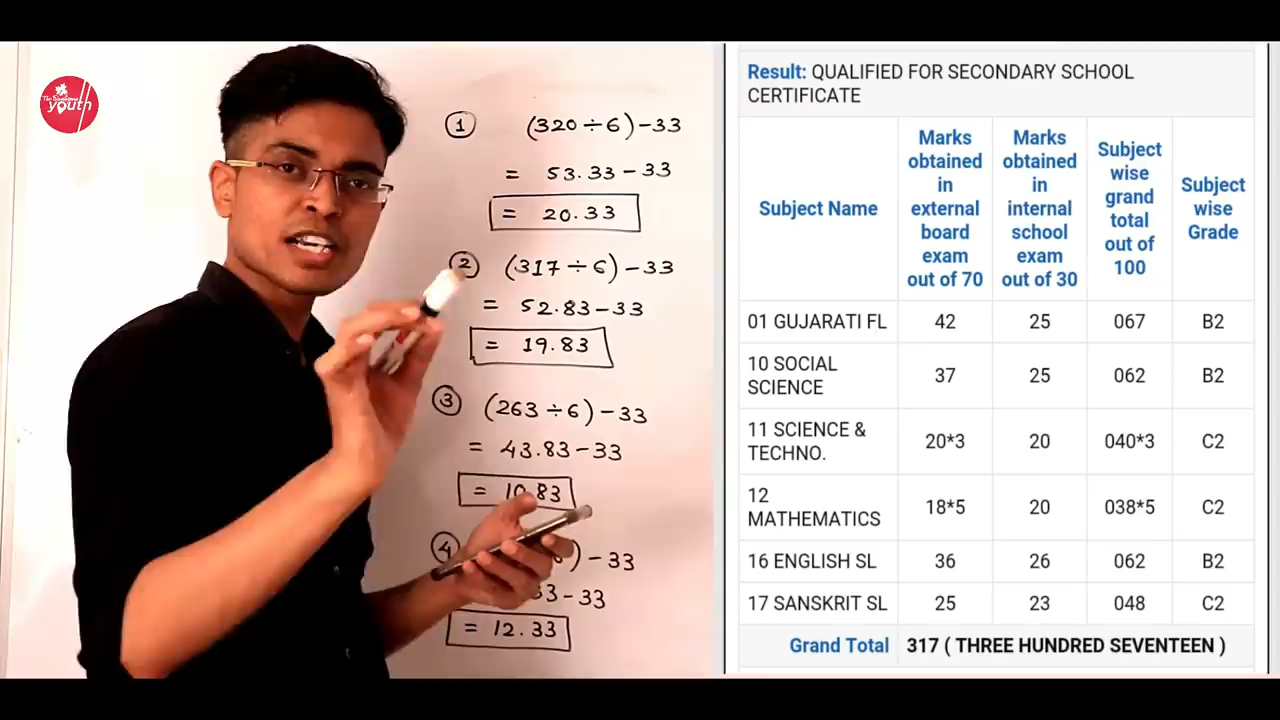 youth
1 (320 ÷ 6) - 33
= 53.33 - 33
= 20.33
2 (317 ÷ 6) - 33
= 52.83 - 33
= 19.83
3 (263 ÷ 6) - 33
= 43.83 - 33
= 10.83
4 ) - 33
33 - 33
= 12.33
Result: QUALIFIED FOR SECONDARY SCHOOL
CERTIFICATE
Subject Name Marks obtained in external board exam out of 70 Marks obtained in internal school exam out of 30 Subject wise grand total out of 100 Subject wise Grade
01 GUJARATI FL 42 25 067 B2
10 SOCIAL SCIENCE 37 25 062 B2
11 SCIENCE & TECHNO. 20*3 20 040*3 C2
12 MATHEMATICS 18*5 20 038*5 C2
16 ENGLISH SL 36 26 062 B2
17 SANSKRIT SL 25 23 048 C2
Grand Total 317 ( THREE HUNDRED SEVENTEEN )